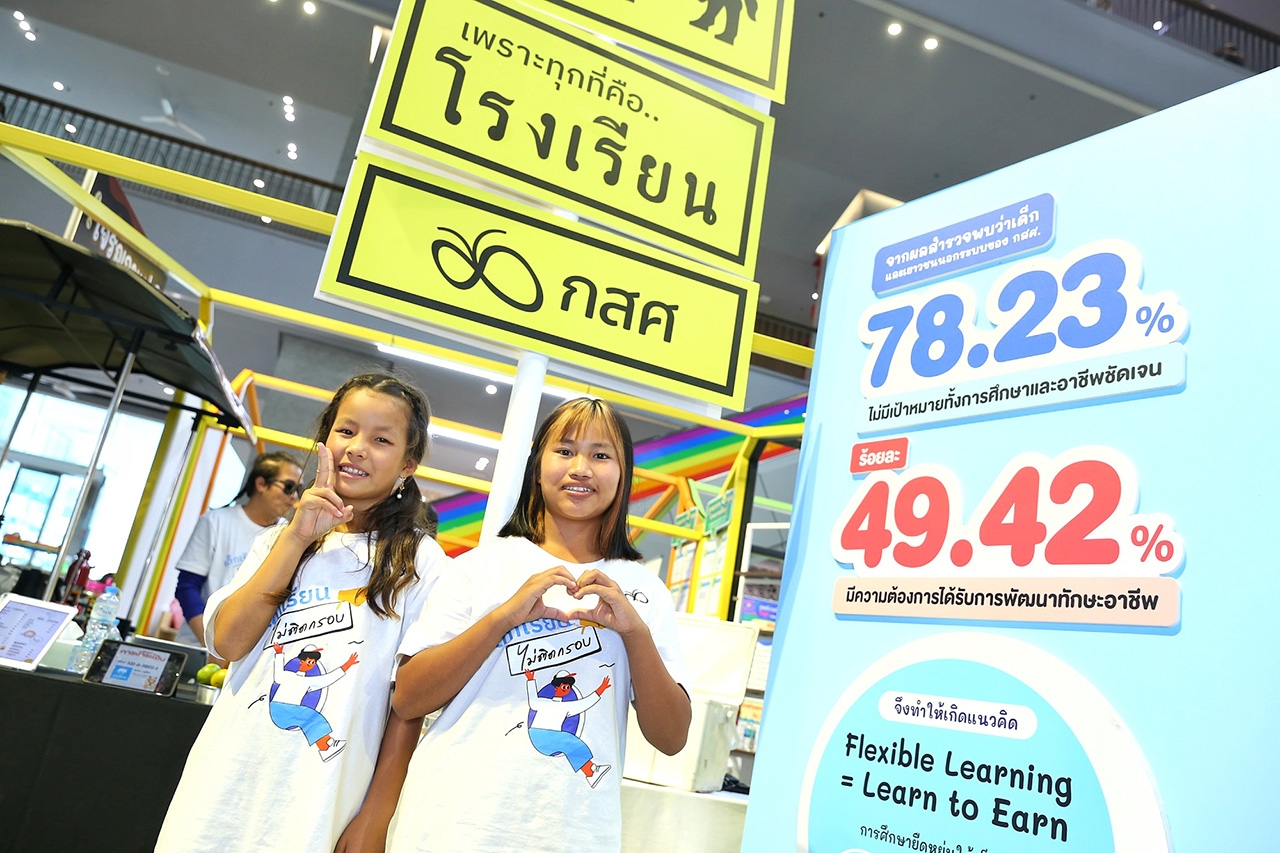 เพราะทุกที่คือ..
โรงเรียน
กสศ
จากผลสำรวจพบว่าเด็ก
และเยาวชนนอกระบบของ กสศ.
78.23%
ไม่มีเป้าหมายทั้งการศึกษาและอาชีพชัดเจน
ร้อยละ
49.42%
มีความต้องการได้รับการพัฒนาทักษะอาชีพ
จึงทำให้เกิดแนวคิด
Flexible Learning
= Learn to Earn
ไม่ติดกรอบ
ไม่ติดกรอบ